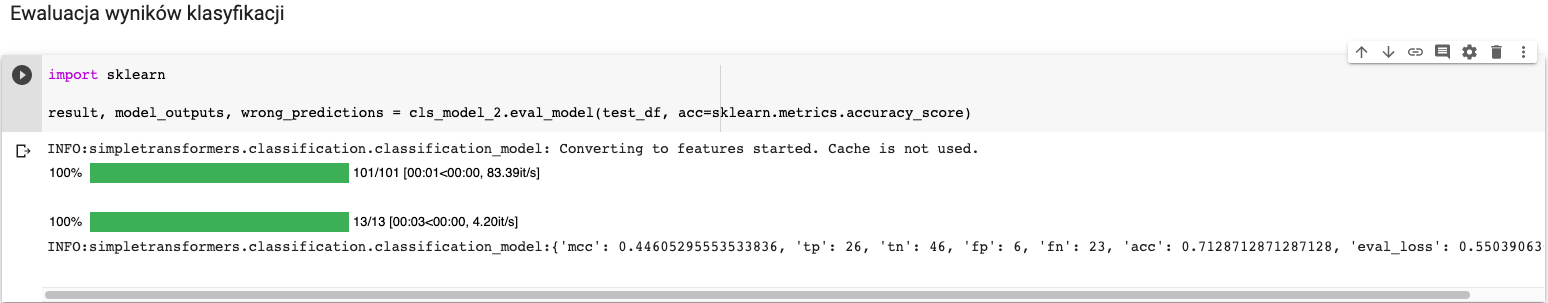 Ewaluacja wyników klasyfikacji
import sklearn
result, model_outputs, wrong_predictions = cls_model_2.eval_model(test_df, acc=sklearn.metrics.accuracy_score)
INFO:simpletransformers.classification.classification_model: Converting to features started. Cache is not used.
100% 101/101 [00:01<00:00, 83.39it/s]
100% 13/13 [00:03<00:00, 4.20it/s]
INFO:simpletransformers.classification.classification_model:{'mcc': 0.44605295553533836, 'tp': 26, 'tn': 46, 'fp': 6, 'fn': 23, 'acc': 0.7128712871287128, 'eval_loss': 0.55039063